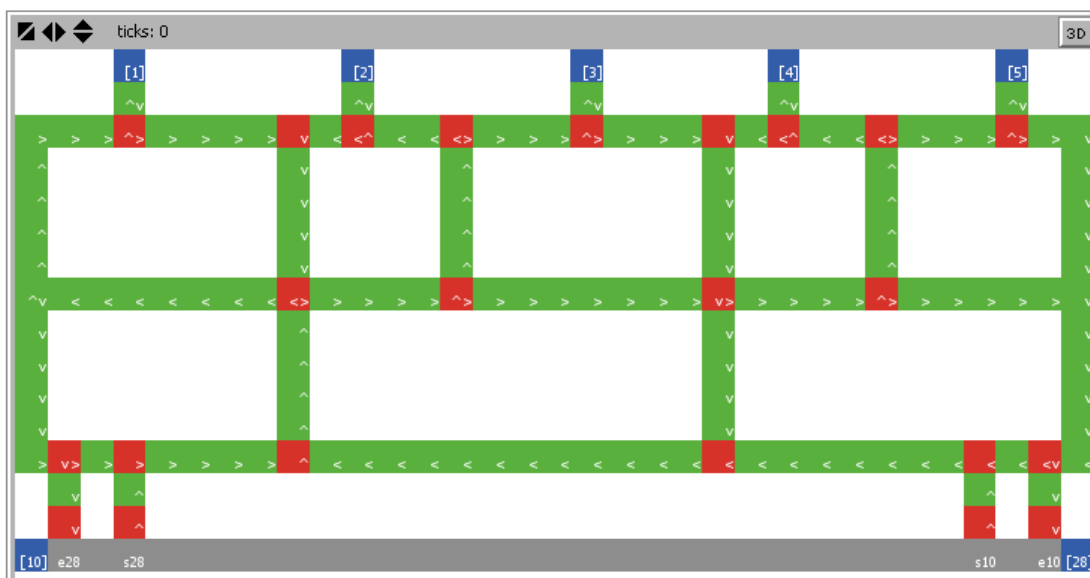 ticks: 0
3D
[1] [2] [3] [4] [5]
^v ^v ^v ^v ^v
> > > ^> > > > > v < <^ < < <> > > > ^> > > > v < <^ < < <> > > > ^> > v
^ v ^ v ^ v
^ v ^ v ^ v
^ v ^ v ^ v
^ v ^ v ^ v
^v < < < < < < < <> > > > > ^> > > > > > > > v> > > > > ^> > > > > > v
v ^ v v
v ^ v v
v ^ v v
v ^ v v
> v> > > > > > > ^ < < < < < < < < < < < < < < < < < < < < < < <v <
v ^ ^ v
v ^ ^ v
[10] e28 s28 s10 e10 [28]